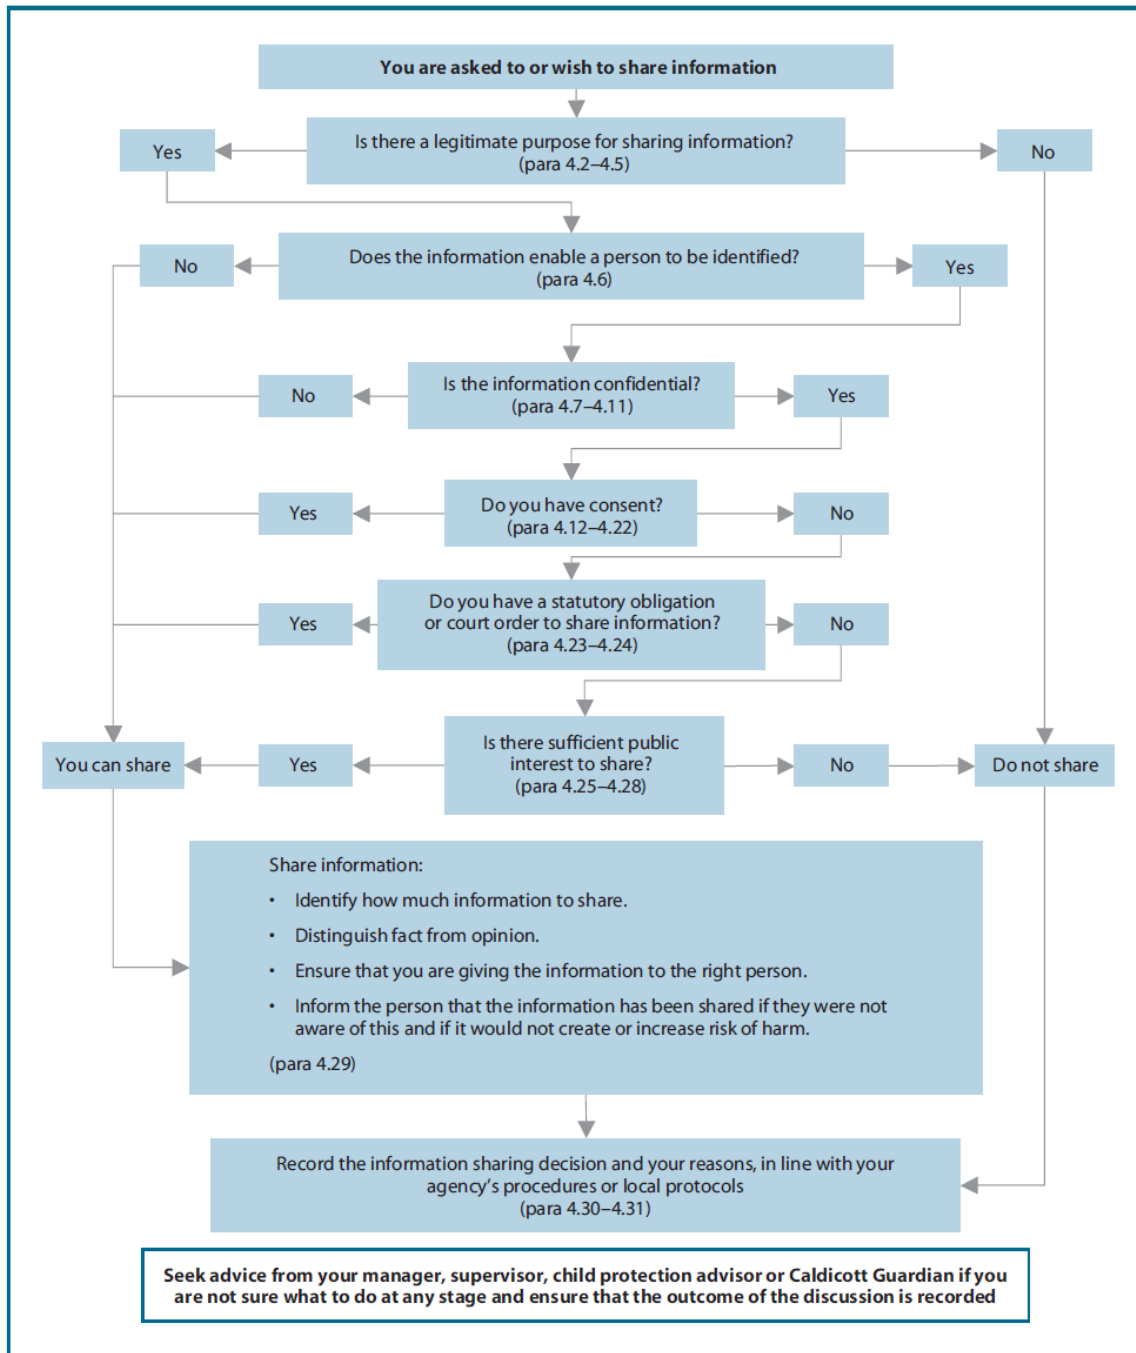 You are asked to or wish to share information
Is there a legitimate purpose for sharing information?
(para 4.2–4.5)
Yes
No
Does the information enable a person to be identified?
(para 4.6)
No
Yes
Is the information confidential?
(para 4.7–4.11)
No
Yes
Do you have consent?
(para 4.12–4.22)
Yes
No
Do you have a statutory obligation
or court order to share information?
(para 4.23–4.24)
Yes
No
Is there sufficient public
interest to share?
(para 4.25–4.28)
You can share
Yes
No
Do not share
Share information:
• Identify how much information to share.
• Distinguish fact from opinion.
• Ensure that you are giving the information to the right person.
• Inform the person that the information has been shared if they were not
aware of this and if it would not create or increase risk of harm.
(para 4.29)
Record the information sharing decision and your reasons, in line with your
agency’s procedures or local protocols
(para 4.30–4.31)
Seek advice from your manager, supervisor, child protection advisor or Caldicott Guardian if you
are not sure what to do at any stage and ensure that the outcome of the discussion is recorded